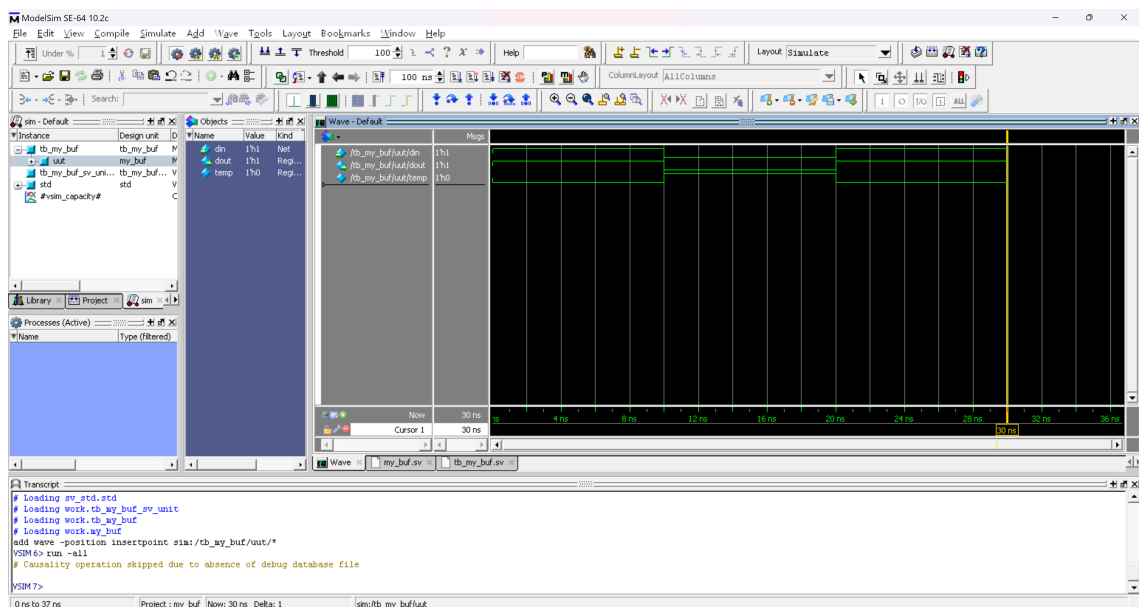 ModelSim SE-64 10.2c
File Edit View Compile Simulate Add Wave Tools Layout Bookmarks Window Help
Under % 1 Threshold 100 Help Layout Simulate
100 ns ColumnLayout AllColumns
Search: I O I/O I ALL
sim - Default
Instance Design unit D
tb_my_buf tb_my_buf M
uut my_buf M
tb_my_buf_sv_uni... tb_my_buf... V
std std V
#vsim_capacity# C
Library Project sim
Processes (Active)
Name Type (filtered)
Objects
Name Value Kind
din 1'h1 Net
dout 1'h1 Regi...
temp 1'h0 Regi...
Wave - Default
Msgs
/tb_my_buf/uut/din 1'h1
/tb_my_buf/uut/dout 1'h1
/tb_my_buf/uut/temp 1'h0
Now 30 ns
Cursor 1 30 ns
ns 4 ns 8 ns 12 ns 16 ns 20 ns 24 ns 28 ns 32 ns 36 ns
30 ns
Wave my_buf.sv tb_my_buf.sv
Transcript
# Loading sv_std.std
# Loading work.tb_my_buf_sv_unit
# Loading work.tb_my_buf
# Loading work.my_buf
add wave -position insertpoint sim:/tb_my_buf/uut/*
VSIM 6> run -all
# Causality operation skipped due to absence of debug database file
VSIM 7>
0 ns to 37 ns Project : my_buf Now: 30 ns Delta: 1 sim:/tb_my_buf/uut